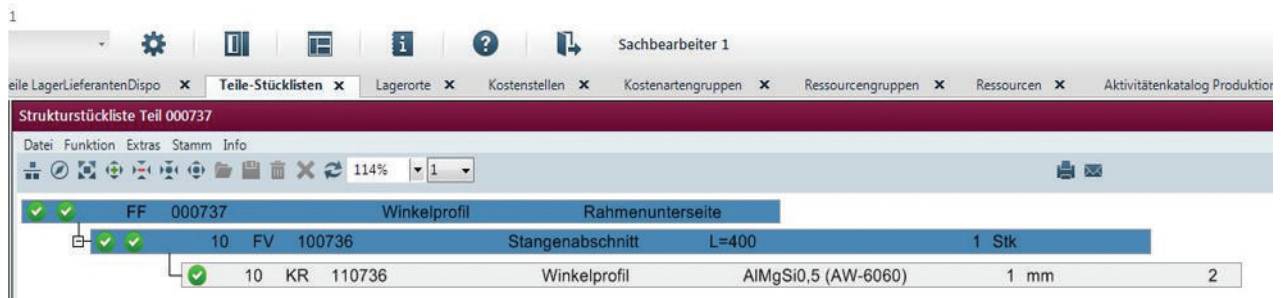 1
Sachbearbeiter 1
eile LagerLieferantenDispo Teile-Stücklisten Lagerorte Kostenstellen Kostenartengruppen Ressourcengruppen Ressourcen Aktivitätenkatalog Produktion
Strukturstückliste Teil 000737
Datei Funktion Extras Stamm Info
114% 1
FF 000737 Winkelprofil Rahmenunterseite
10 FV 100736 Stangenabschnitt L=400 1 Stk
10 KR 110736 Winkelprofil AlMgSi0,5 (AW-6060) 1 mm 2